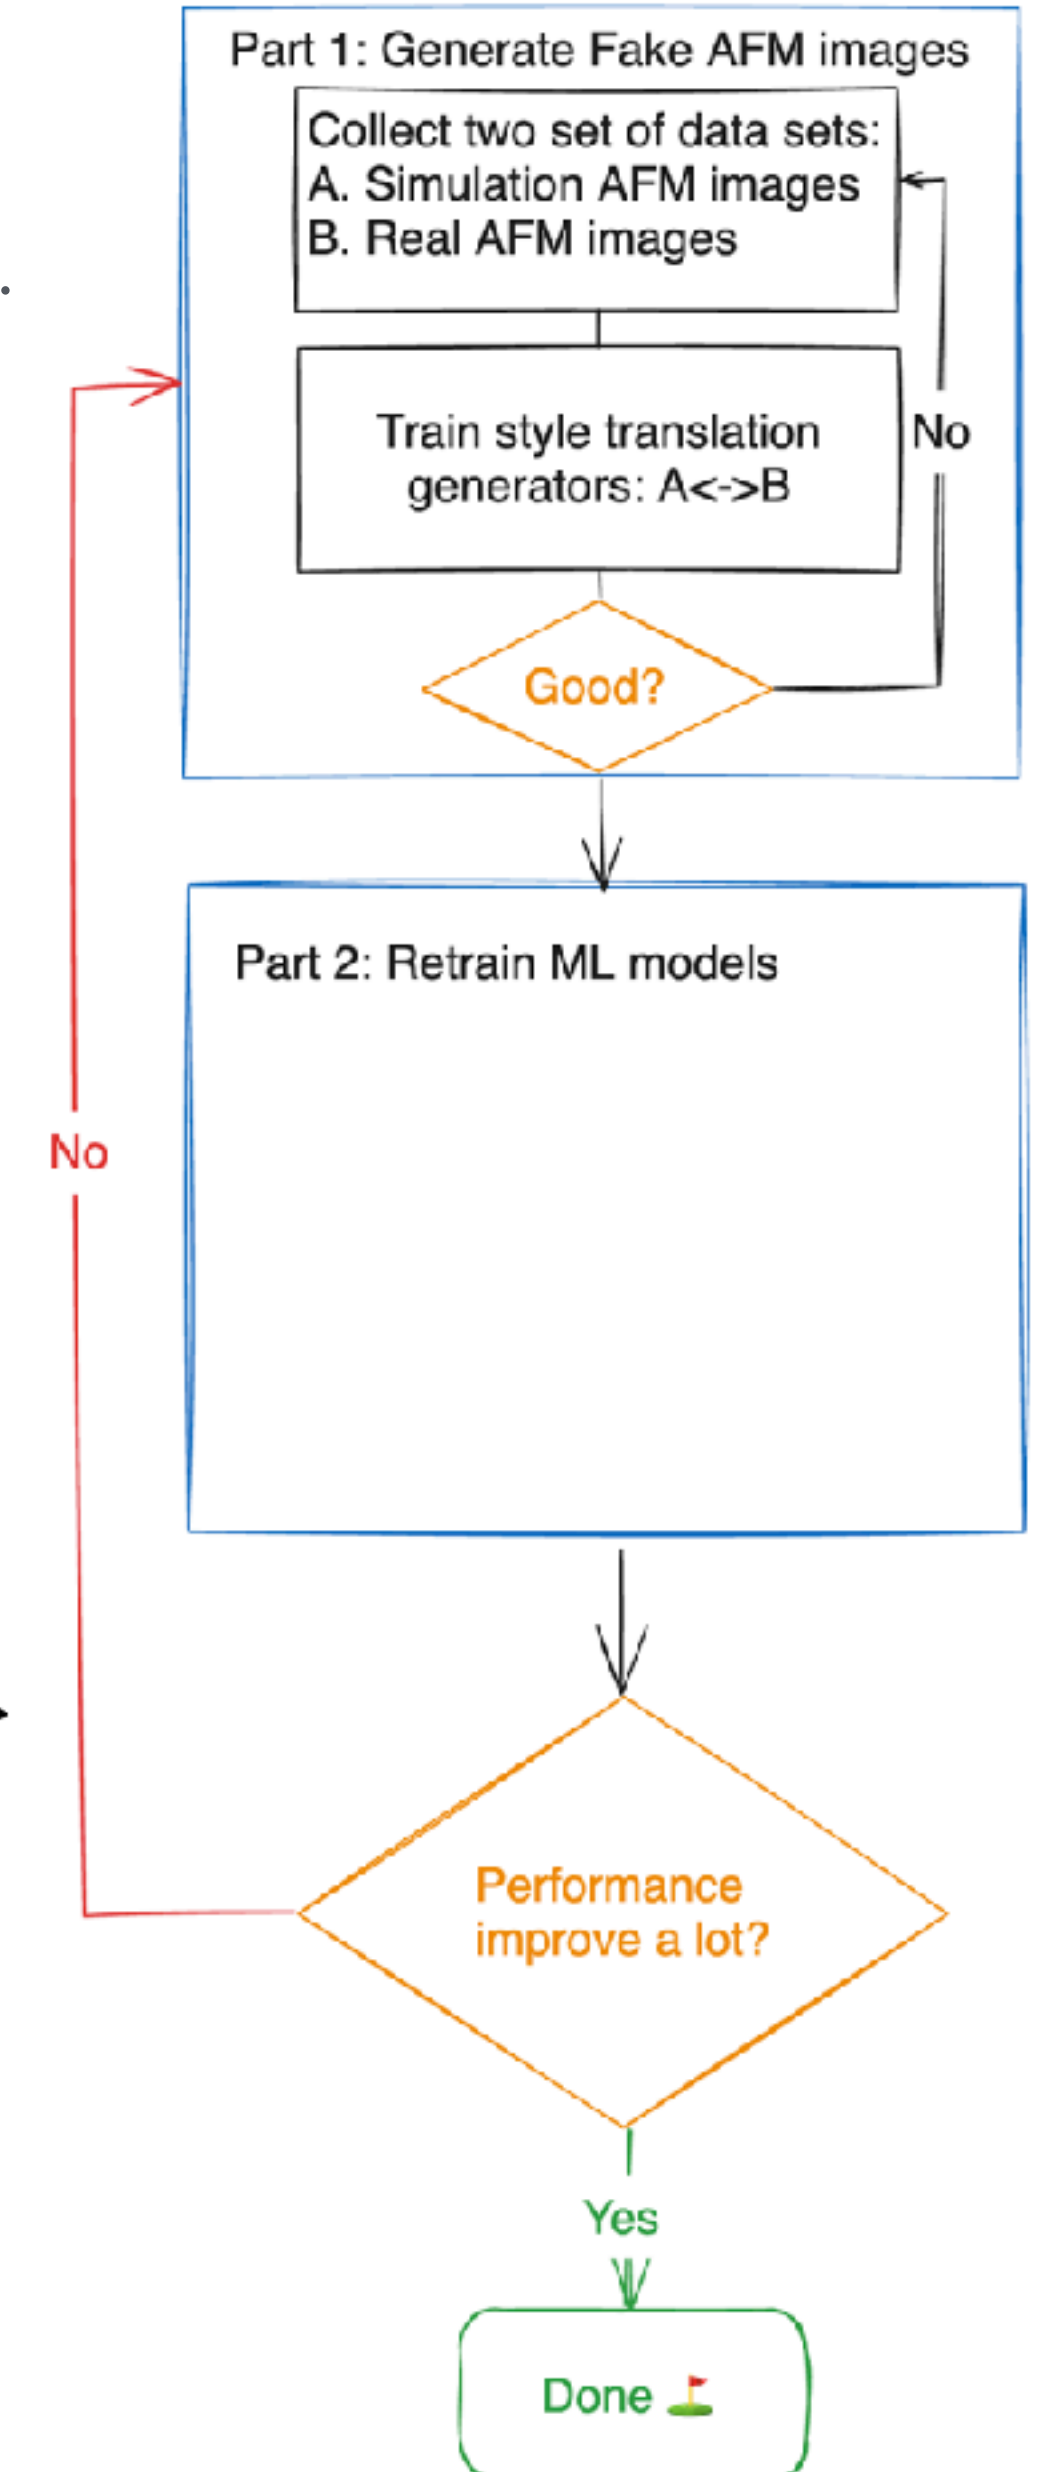 Part 1: Generate Fake AFM images
Collect two set of data sets:
A. Simulation AFM images
B. Real AFM images
Train style translation
generators: A<->B
No
Good?
Part 2: Retrain ML models
No
Performance
improve a lot?
Yes
Done